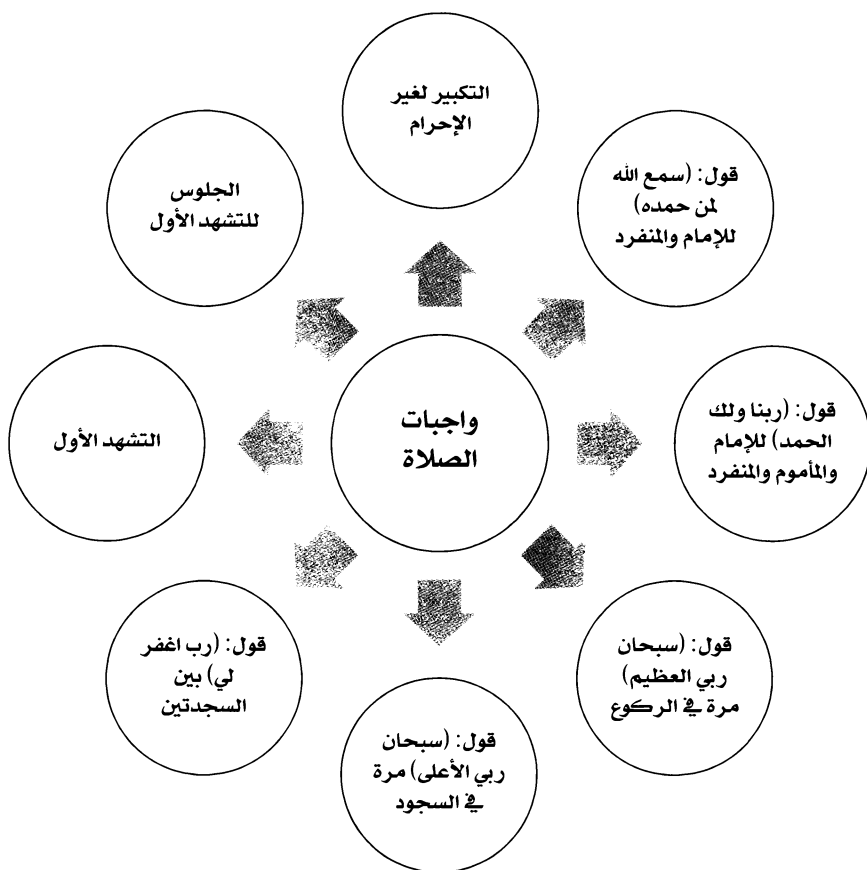 واجبات
الصلاة
التكبير لغير
الإحرام
قول: (سمع الله
لمن حمده)
للإمام والمنفرد
قول: (ربنا ولك
الحمد) للإمام
والمأموم والمنفرد
قول: (سبحان
ربي العظيم)
مرة في الركوع
قول: (سبحان
ربي الأعلى) مرة
في السجود
قول: (رب اغفر
لي) بين
السجدتين
التشهد الأول
الجلوس
للتشهد الأول